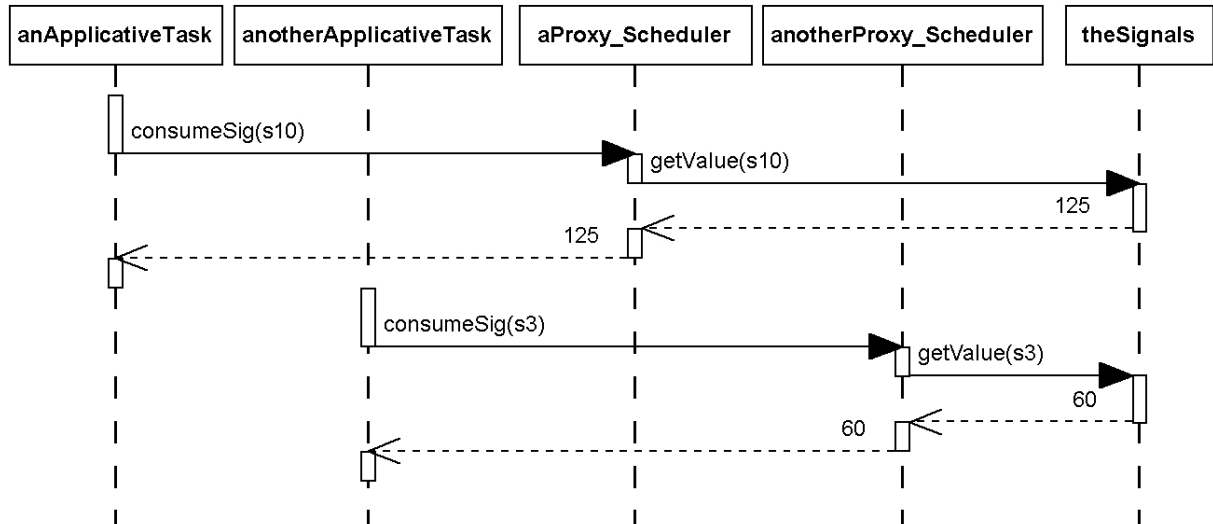 anApplicativeTask
anotherApplicativeTask
aProxy_Scheduler
anotherProxy_Scheduler
theSignals
consumeSig(s10)
getValue(s10)
125
125
consumeSig(s3)
getValue(s3)
60
60